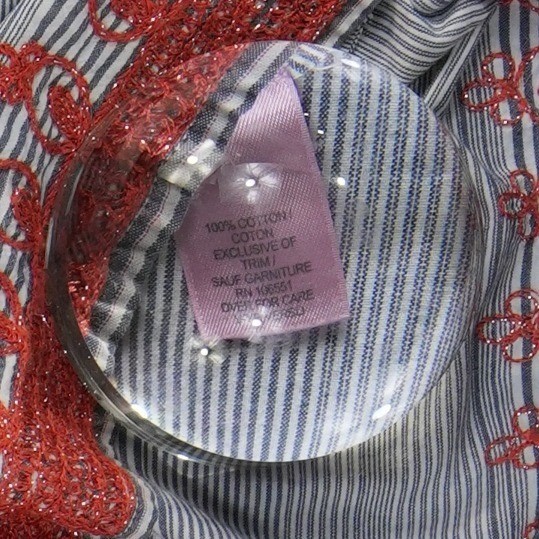 100% COTTON /
COTON
EXCLUSIVE OF
TRIM /
SAUF GARNITURE
RN 106551
OVER FOR CARE